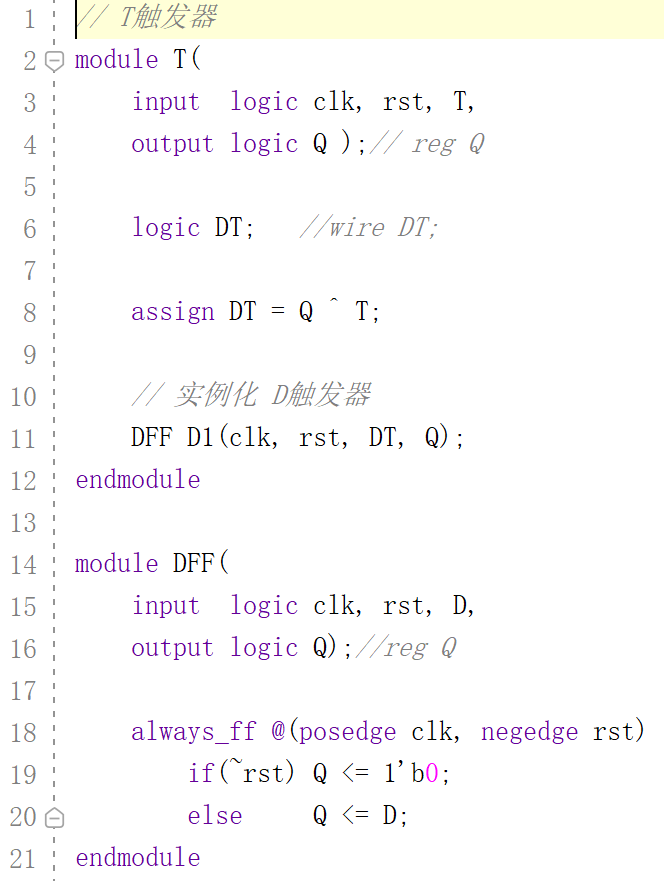 1 // T触发器
2 module T(
3 input logic clk, rst, T,
4 output logic Q );// reg Q
5
6 logic DT; //wire DT;
7
8 assign DT = Q ^ T;
9
10 // 实例化 D触发器
11 DFF D1(clk, rst, DT, Q);
12 endmodule
13
14 module DFF(
15 input logic clk, rst, D,
16 output logic Q);//reg Q
17
18 always_ff @(posedge clk, negedge rst)
19 if(~rst) Q <= 1'b0;
20 else Q <= D;
21 endmodule